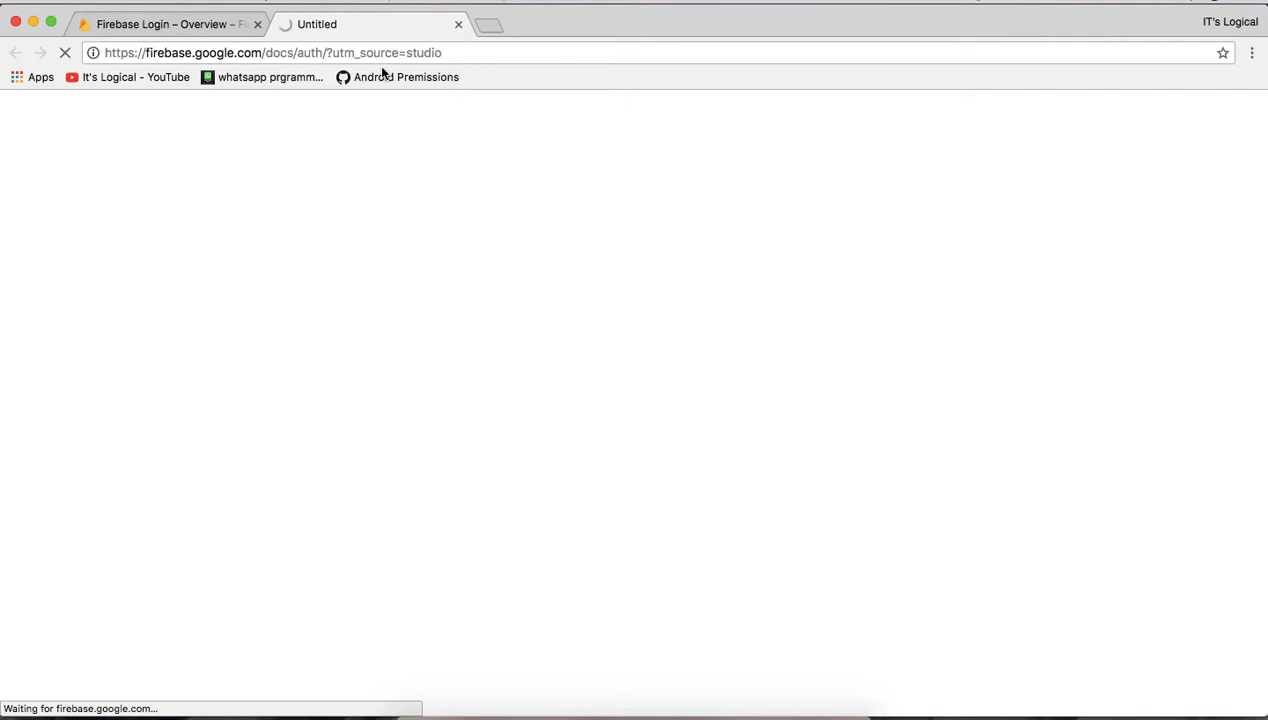 Firebase Login – Overview – Fi
Untitled
IT's Logical
https://firebase.google.com/docs/auth/?utm_source=studio
Apps
It's Logical - YouTube
whatsapp prgramm...
Android Premissions
Waiting for firebase.google.com...